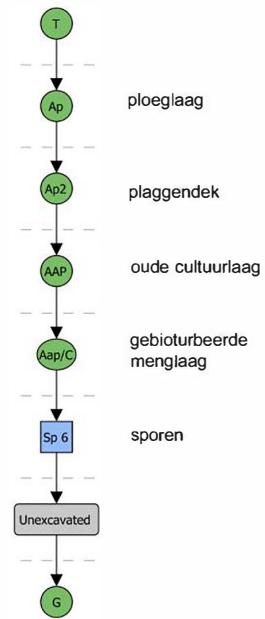 T
Ap ploeglaag
Ap2 plaggendek
AAP oude cultuurlaag
Aap/C gebioturbeerde
menglaag
Sp 6 sporen
Unexcavated
G